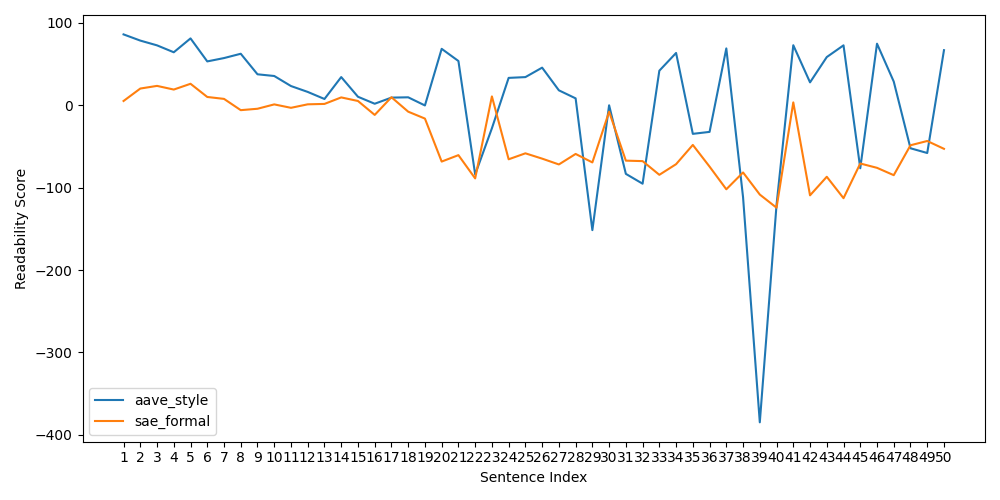 100
0
−100
−200
−300
−400
Readability Score
aave_style
sae_formal
1 2 3 4 5 6 7 8 9 10 11 12 13 14 15 16 17 18 19 20 21 22 23 24 25 26 27 28 29 30 31 32 33 34 35 36 37 38 39 40 41 42 43 44 45 46 47 48 49 50
Sentence Index